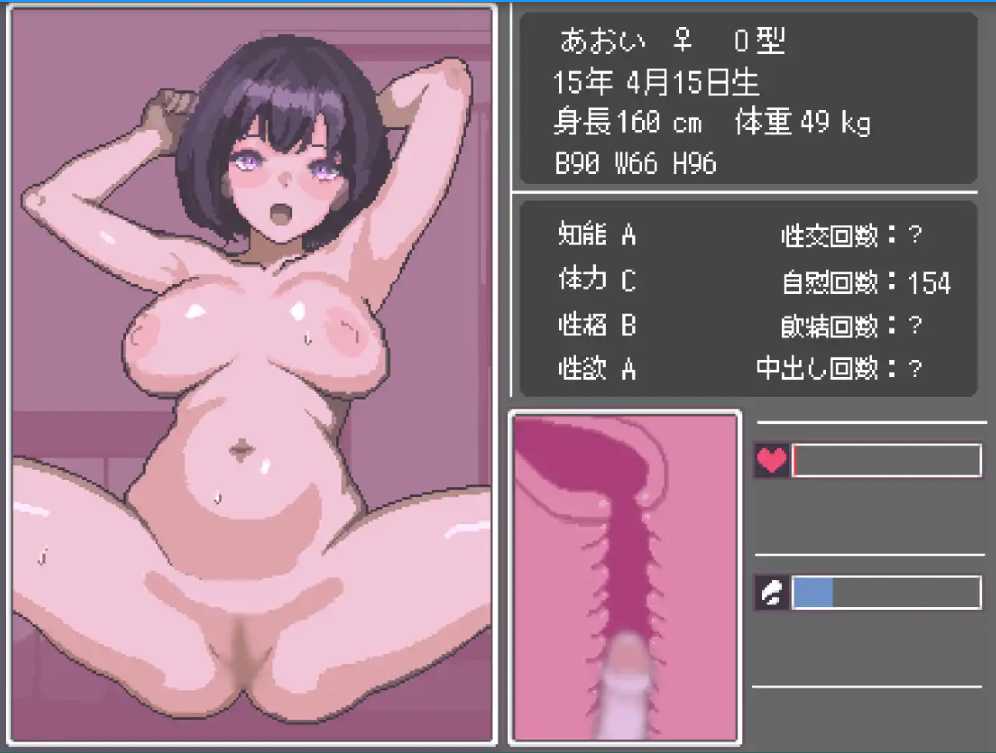 あおい ♀ O型
15年 4月15日生
身長160 cm 体重49 kg
B90 W66 H96
知能 A 性交回数：?
体力 C 自慰回数：154
性格 B 飲精回数：?
性欲 A 中出し回数：?